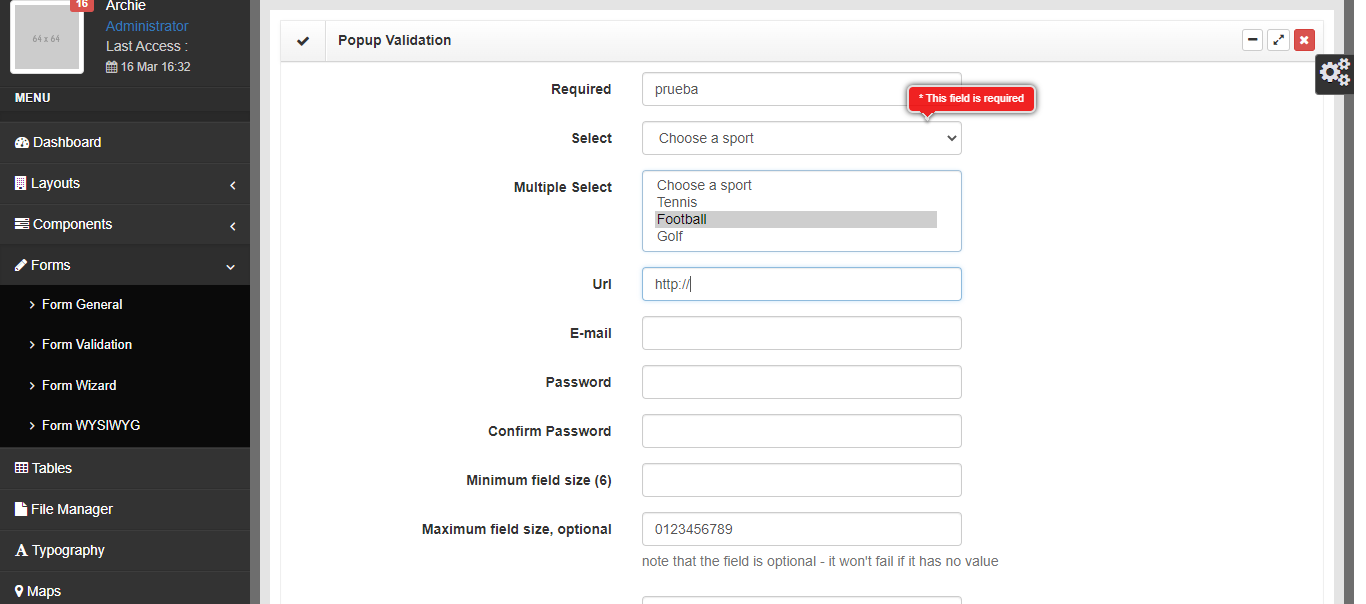 16
Archie
Administrator
Last Access :
16 Mar 16:32
64 x 64
MENU
Dashboard
Layouts
Components
Forms
Form General
Form Validation
Form Wizard
Form WYSIWYG
Tables
File Manager
Typography
Maps
Popup Validation
Required
prueba
* This field is required
Select
Choose a sport
Multiple Select
Choose a sport
Tennis
Football
Golf
Url
http://
E-mail
Password
Confirm Password
Minimum field size (6)
Maximum field size, optional
0123456789
note that the field is optional - it won't fail if it has no value